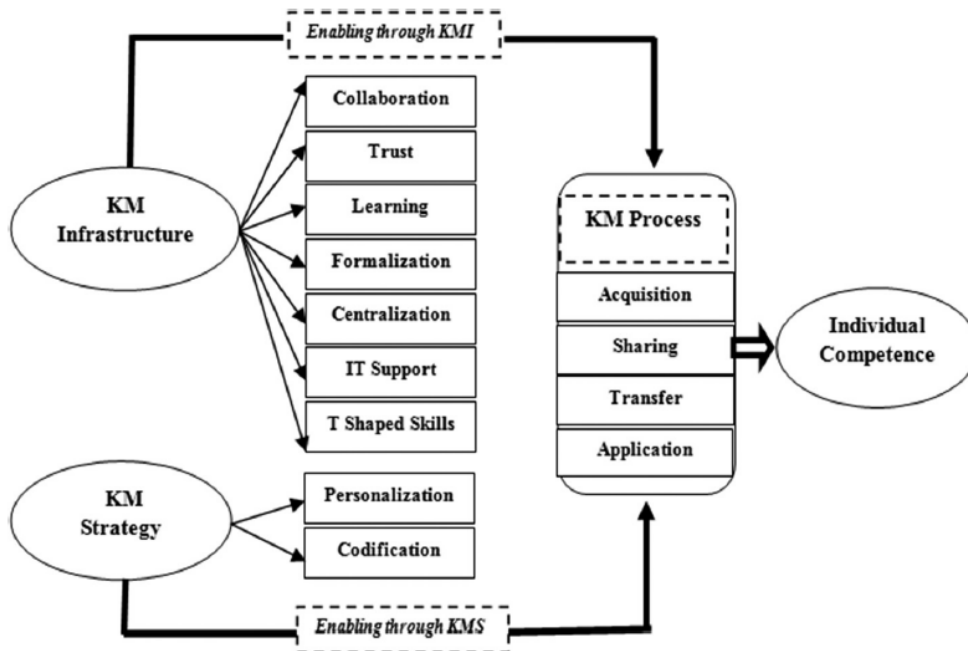 Enabling through KMI
Collaboration
Trust
Learning
Formalization
Centralization
IT Support
T Shaped Skills
KM
Infrastructure
KM Process
Acquisition
Sharing
Transfer
Application
Individual
Competence
KM
Strategy
Personalization
Codification
Enabling through KMS